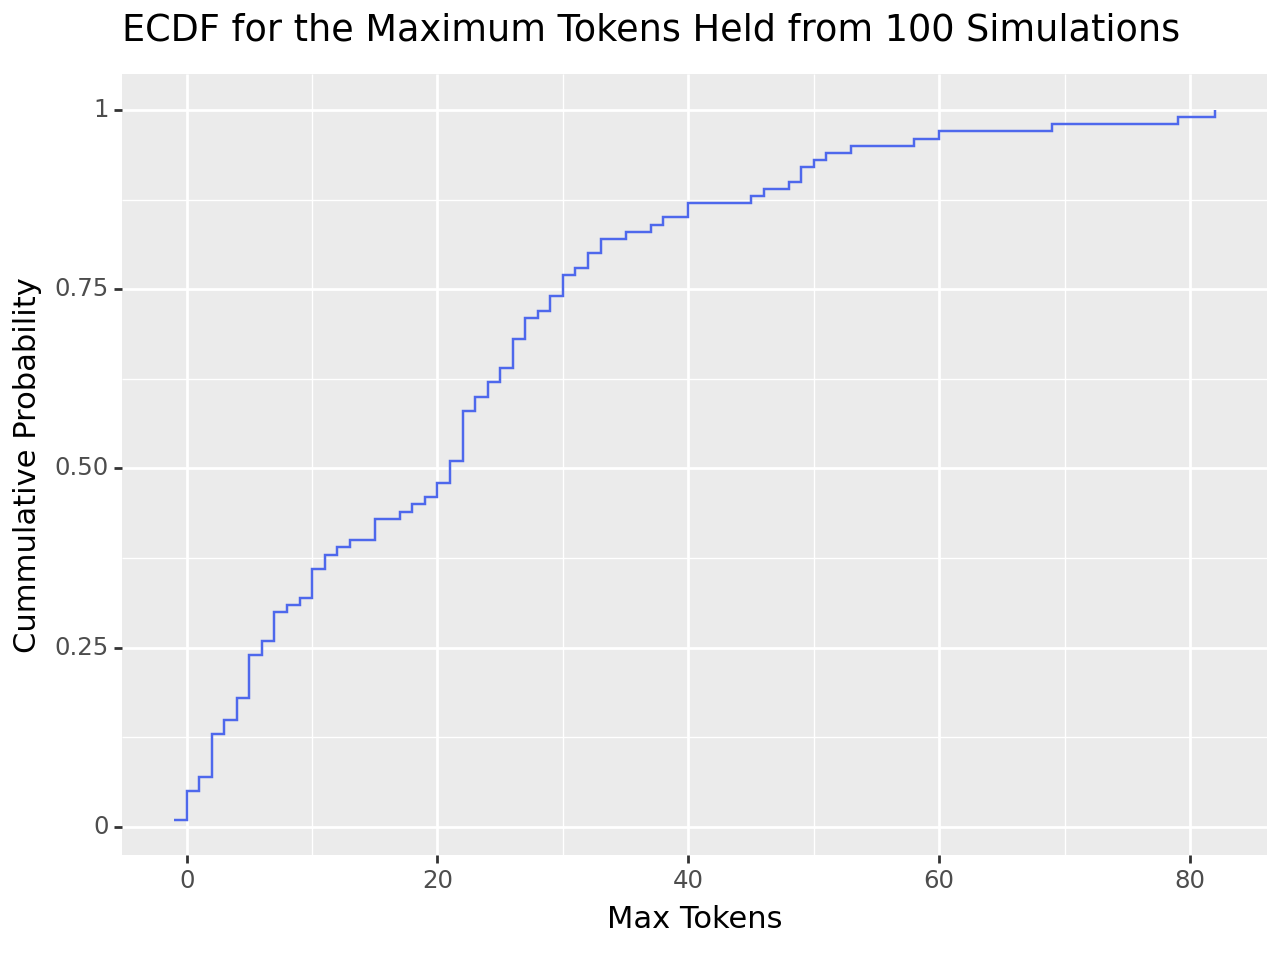 ECDF for the Maximum Tokens Held from 100 Simulations
Cummulative Probability
1
0.75
0.50
0.25
0
0 20 40 60 80
Max Tokens